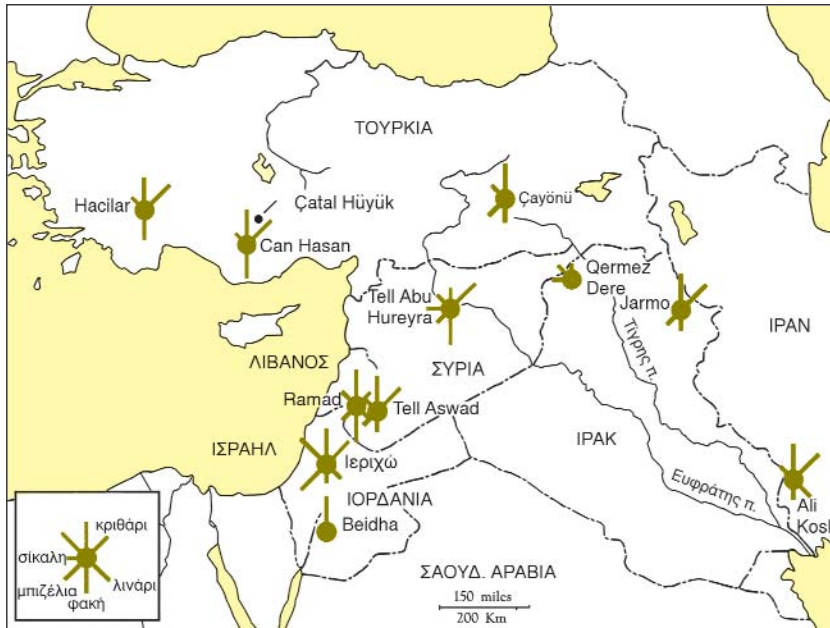 ΤΟΥΡΚΙΑ
Hacilar
Çatal Hüyük
Çayönü
Can Hasan
Qermez
Dere
Tell Abu
Hureyra
Jarmo
ΙΡΑΝ
Τίγρης π.
ΛΙΒΑΝΟΣ
ΣΥΡΙΑ
Ramad
Tell Aswad
ΙΡΑΚ
ΙΣΡΑΗΛ
Ιεριχώ
Ευφράτης π.
ΙΟΡΔΑΝΙΑ
Beidha
Ali
Kosh
κριθάρι
σίκαλη
μπιζέλια
λινάρι
φακή
ΣΑΟΥΔ. ΑΡΑΒΙΑ
150 miles
200 Km